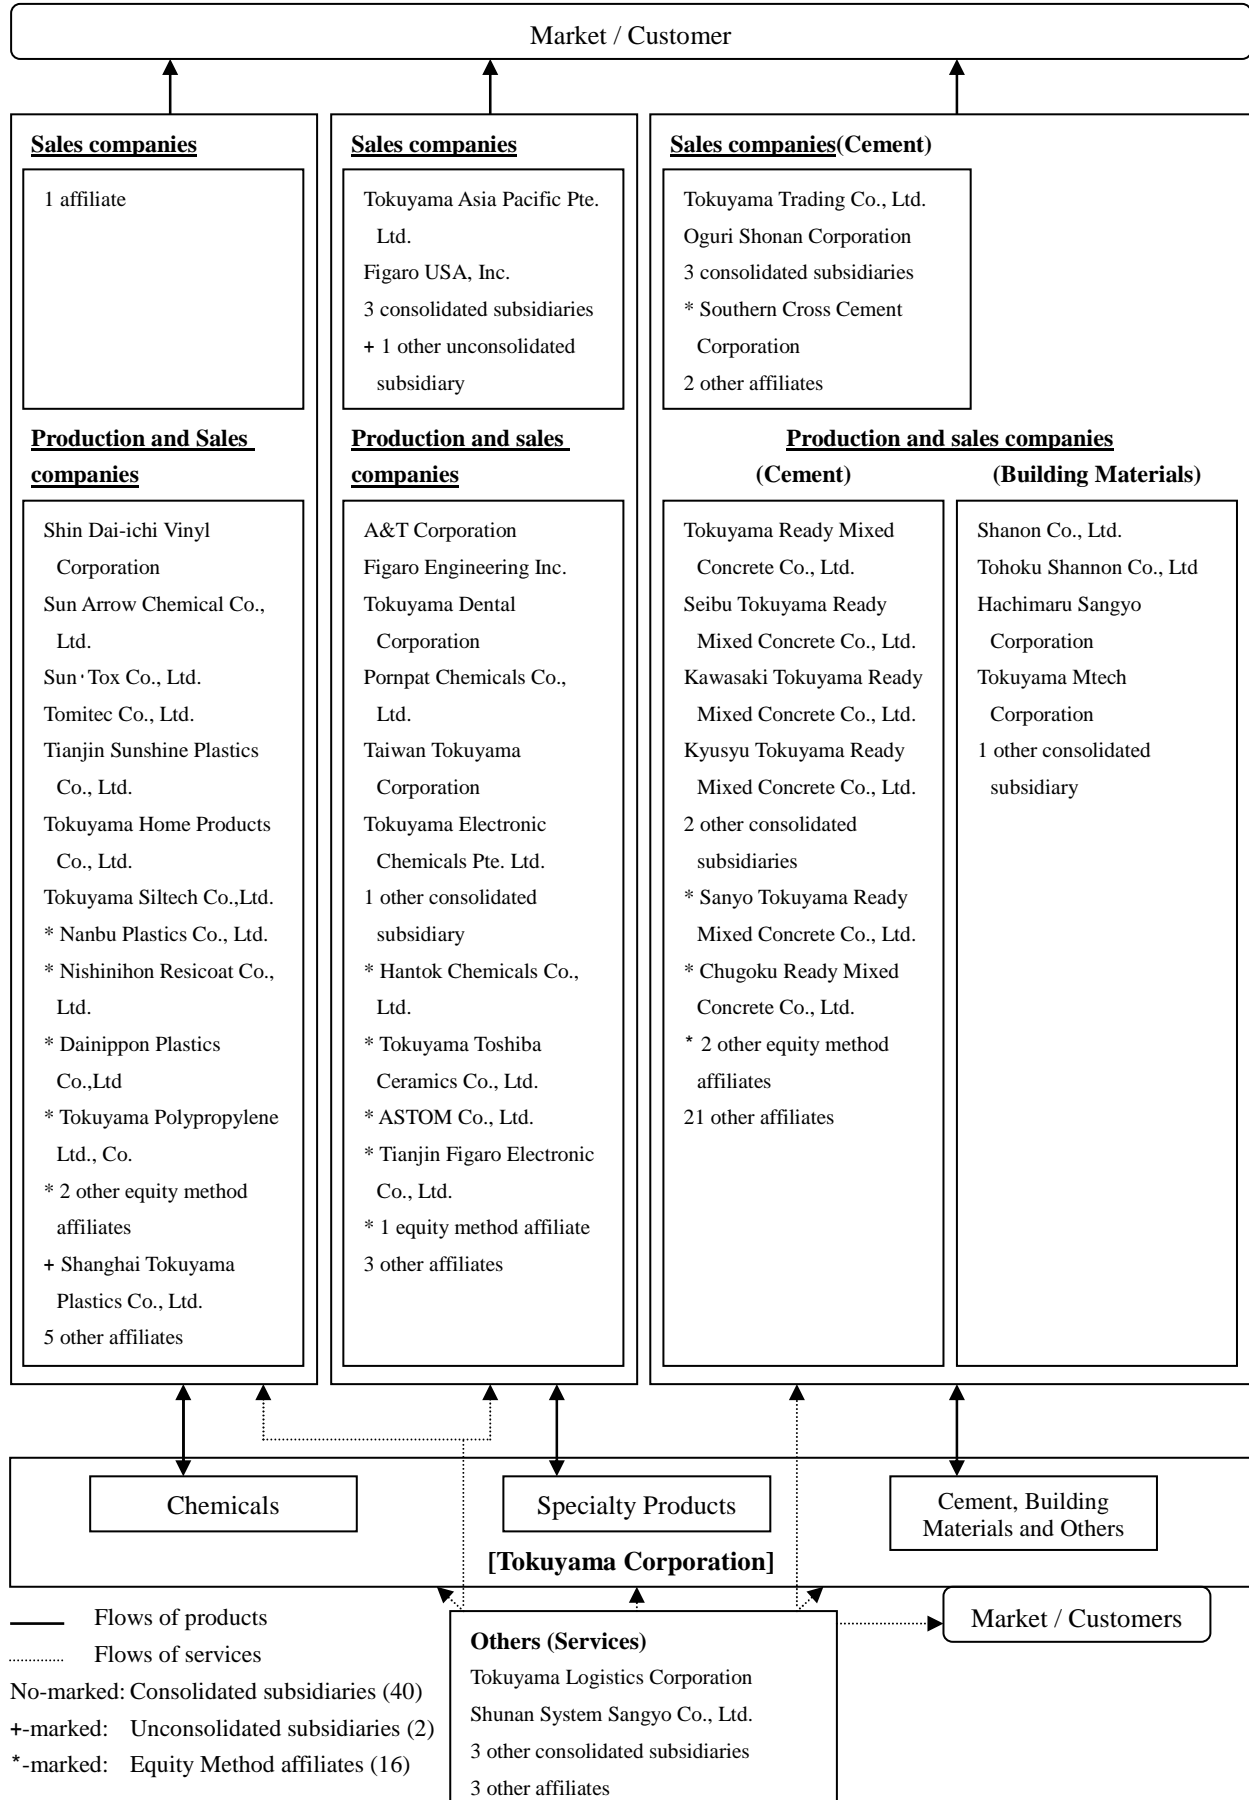 Market / Customer
Sales companies
1 affiliate
Production and Sales
companies
Shin Dai-ichi Vinyl
Corporation
Sun Arrow Chemical Co.,
Ltd.
Sun･Tox Co., Ltd.
Tomitec Co., Ltd.
Tianjin Sunshine Plastics
Co., Ltd.
Tokuyama Home Products
Co., Ltd.
Tokuyama Siltech Co.,Ltd.
* Nanbu Plastics Co., Ltd.
* Nishinihon Resicoat Co.,
Ltd.
* Dainippon Plastics
Co.,Ltd
* Tokuyama Polypropylene
Ltd., Co.
* 2 other equity method
affiliates
+ Shanghai Tokuyama
Plastics Co., Ltd.
5 other affiliates
Sales companies
Tokuyama Asia Pacific Pte.
Ltd.
Figaro USA, Inc.
3 consolidated subsidiaries
+ 1 other unconsolidated
subsidiary
Production and sales
companies
A&T Corporation
Figaro Engineering Inc.
Tokuyama Dental
Corporation
Pornpat Chemicals Co.,
Ltd.
Taiwan Tokuyama
Corporation
Tokuyama Electronic
Chemicals Pte. Ltd.
1 other consolidated
subsidiary
* Hantok Chemicals Co.,
Ltd.
* Tokuyama Toshiba
Ceramics Co., Ltd.
* ASTOM Co., Ltd.
* Tianjin Figaro Electronic
Co., Ltd.
* 1 equity method affiliate
3 other affiliates
Sales companies(Cement)
Tokuyama Trading Co., Ltd.
Oguri Shonan Corporation
3 consolidated subsidiaries
* Southern Cross Cement
Corporation
2 other affiliates
Production and sales companies
(Cement)
Tokuyama Ready Mixed
Concrete Co., Ltd.
Seibu Tokuyama Ready
Mixed Concrete Co., Ltd.
Kawasaki Tokuyama Ready
Mixed Concrete Co., Ltd.
Kyusyu Tokuyama Ready
Mixed Concrete Co., Ltd.
2 other consolidated
subsidiaries
* Sanyo Tokuyama Ready
Mixed Concrete Co., Ltd.
* Chugoku Ready Mixed
Concrete Co., Ltd.
* 2 other equity method
affiliates
21 other affiliates
(Building Materials)
Shanon Co., Ltd.
Tohoku Shannon Co., Ltd
Hachimaru Sangyo
Corporation
Tokuyama Mtech
Corporation
1 other consolidated
subsidiary
Chemicals
Specialty Products
Cement, Building
Materials and Others
[Tokuyama Corporation]
Flows of products
Flows of services
No-marked: Consolidated subsidiaries (40)
+-marked: Unconsolidated subsidiaries (2)
*-marked: Equity Method affiliates (16)
Others (Services)
Tokuyama Logistics Corporation
Shunan System Sangyo Co., Ltd.
3 other consolidated subsidiaries
3 other affiliates
Market / Customers